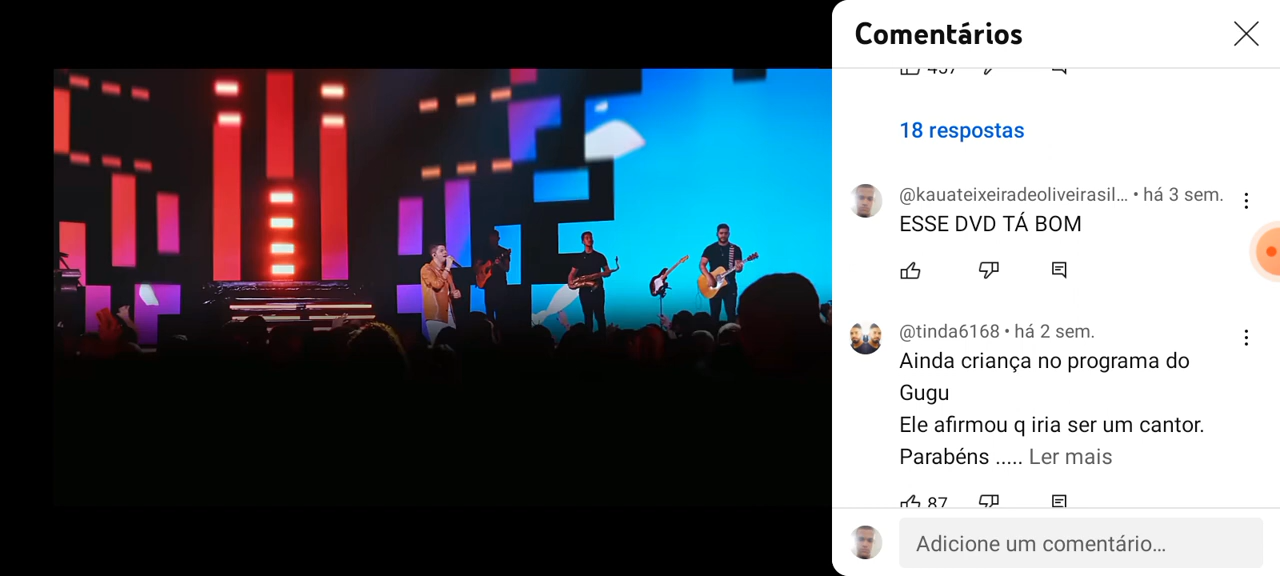 Comentários
18 respostas
@kauateixeiradeoliveirasil... • há 3 sem.
ESSE DVD TÁ BOM
@tinda6168 • há 2 sem.
Ainda criança no programa do
Gugu
Ele afirmou q iria ser um cantor.
Parabéns ..... Ler mais
87
Adicione um comentário...